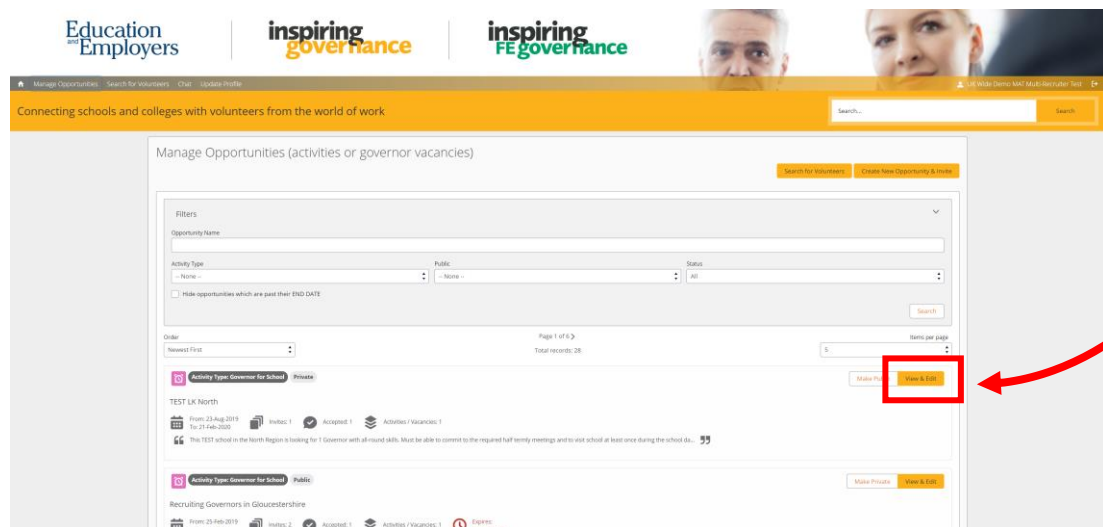 Education
and Employers
inspiring
governance
inspiring
FE governance
Manage Opportunities Search for Volunteers Chat Update Profile
UK Wide Demo MAT Multi-Recruiter Test
Connecting schools and colleges with volunteers from the world of work
Search... Search
Manage Opportunities (activities or governor vacancies)
Search for Volunteers Create New Opportunity & Invite
Filters
Opportunity Name
Activity Type Public Status
-- None -- -- None -- All
Hide opportunities which are past their END DATE
Search
Order Page 1 of 6 Items per page
Newest First Total records: 28 5
Activity Type: Governor for School Private Make Public View & Edit
TEST LK North
From: 23-Aug-2019 Invites: 1 Accepted: 1 Activities / Vacancies: 1
To: 21-Feb-2020
This TEST school in the North Region is looking for 1 Governor with all-round skills. Must be able to commit to the required half termly meetings and to visit school at least once during the school da...
Activity Type: Governor for School Public Make Private View & Edit
Recruiting Governors in Gloucestershire
From: 25-Feb-2019 Invites: 2 Accepted: 1 Activities / Vacancies: 1 Expires: